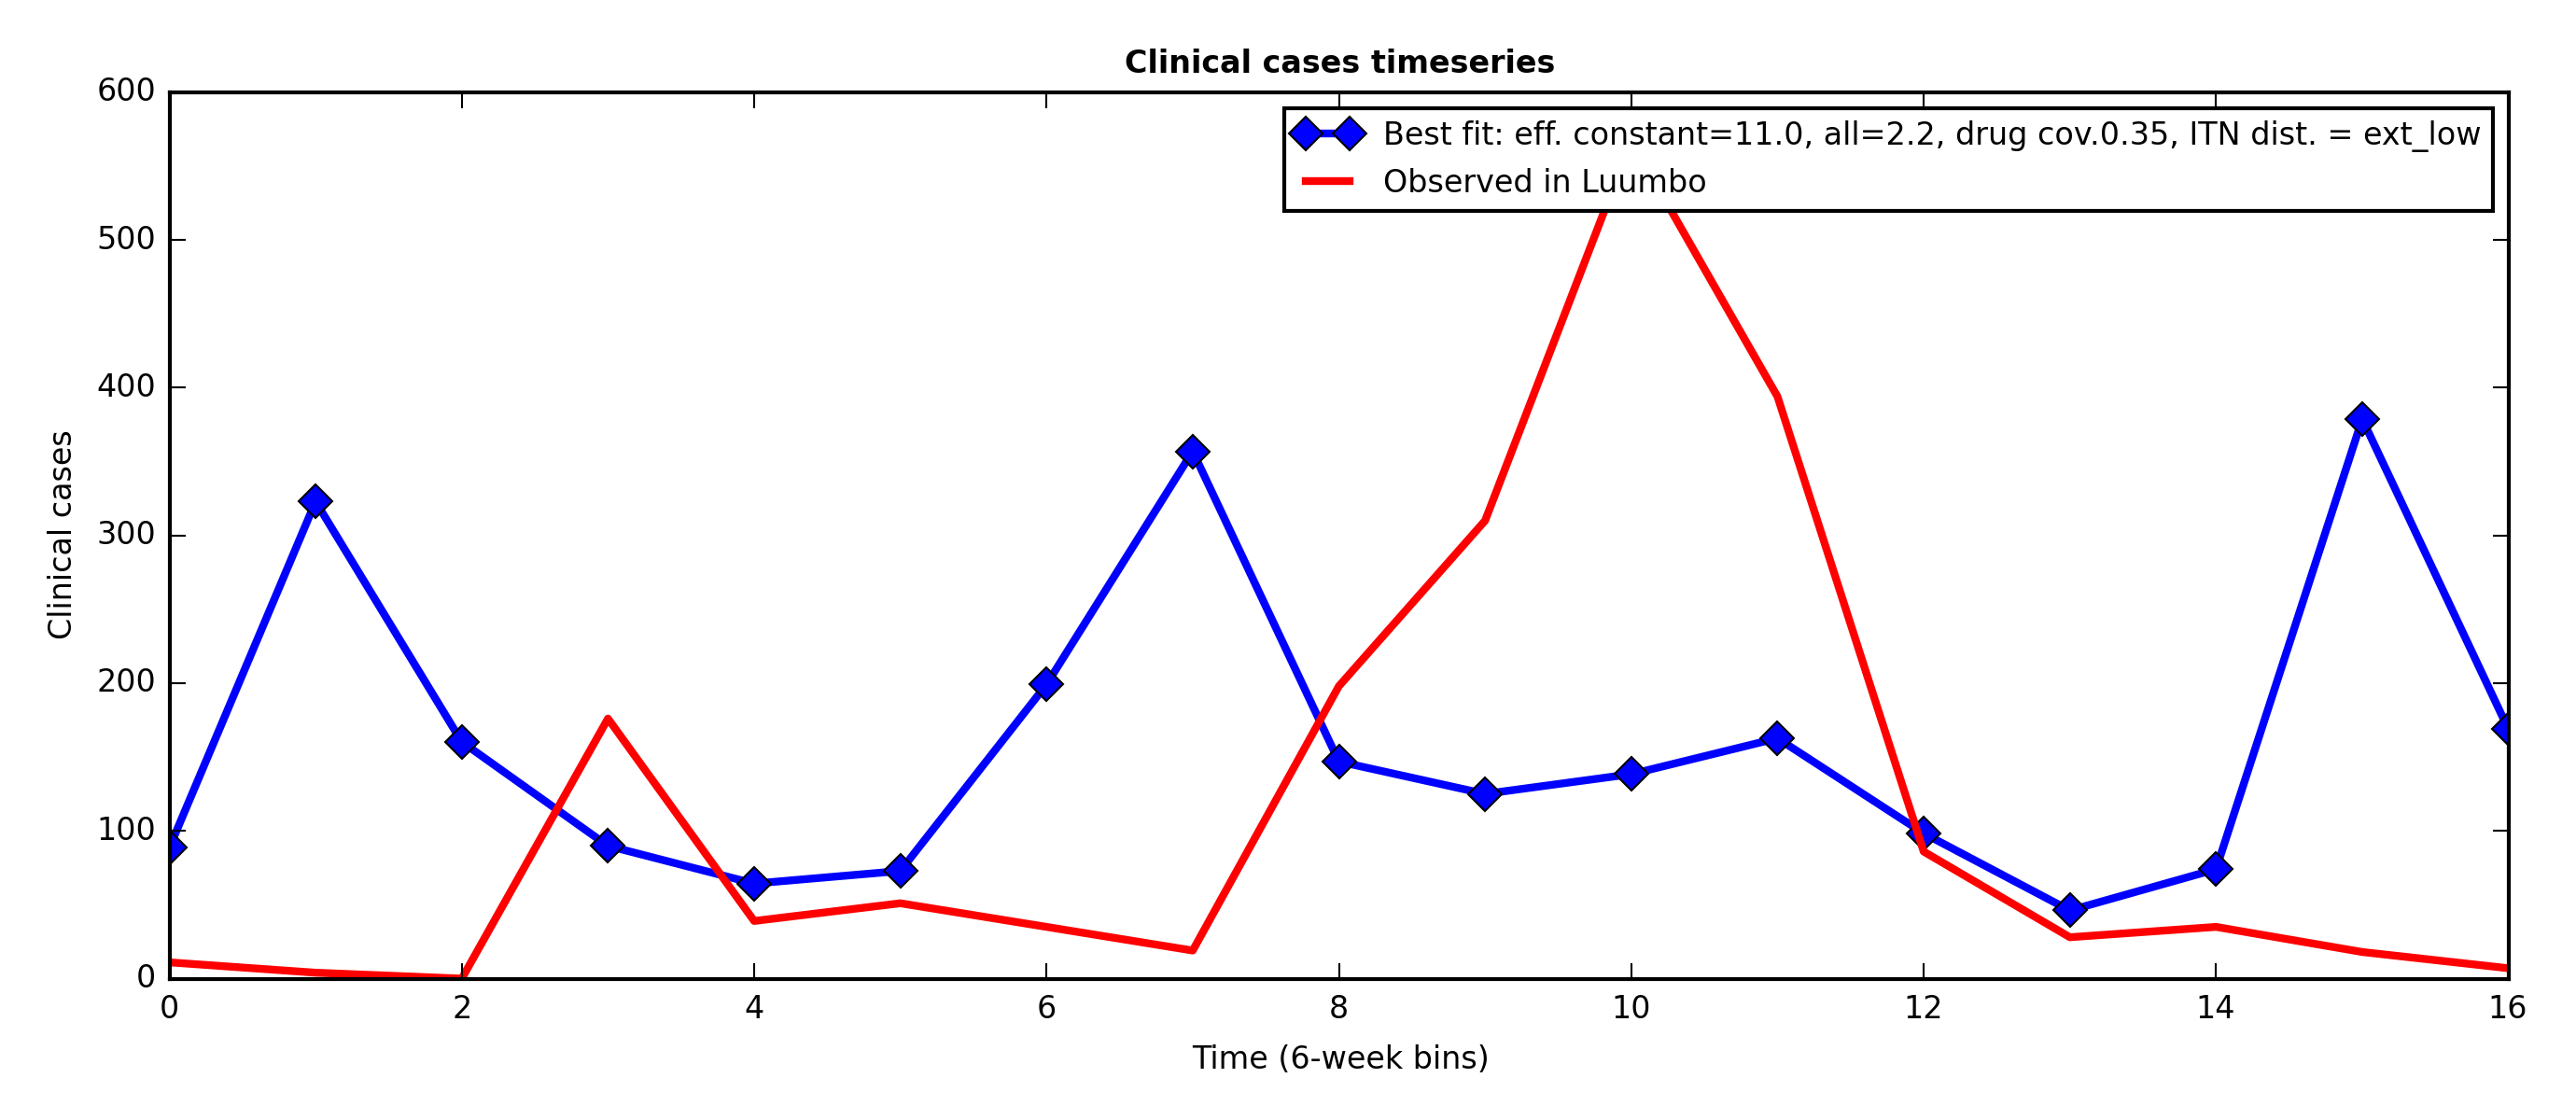 Clinical cases timeseries
600
500
400
300
200
100
0
Clinical cases
Best fit: eff. constant=11.0, all=2.2, drug cov.0.35, ITN dist. = ext_low
Observed in Luumbo
0 2 4 6 8 10 12 14 16
Time (6-week bins)